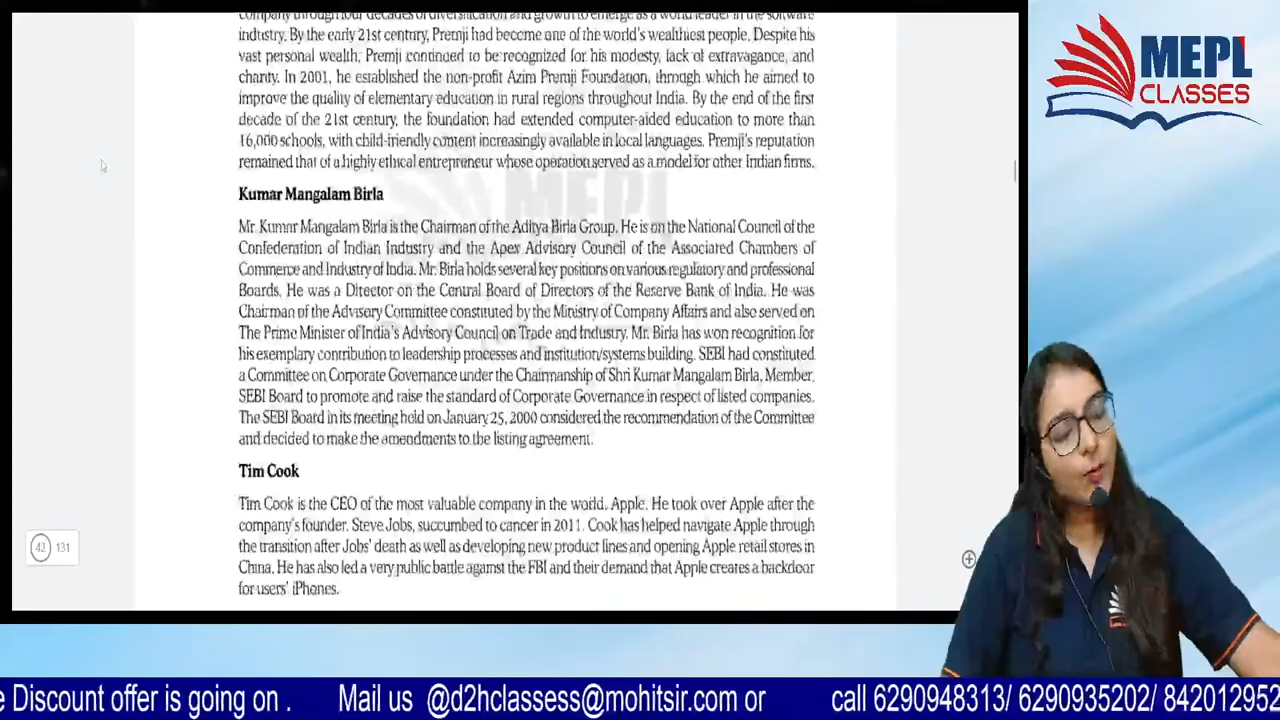 company through four decades of diversification and growth to emerge as a world leader in the software
industry. By the early 21st century, Premji had become one of the world's wealthiest people. Despite his
vast personal wealth, Premji continued to be recognized for his modesty, lack of extravagance, and
charity. In 2001, he established the non-profit Azim Premji Foundation, through which he aimed to
improve the quality of elementary education in rural regions throughout India. By the end of the first
decade of the 21st century, the foundation had extended computer-aided education to more than
16,000 schools, with child-friendly content increasingly available in local languages. Premji's reputation
remained that of a highly ethical entrepreneur whose operation served as a model for other Indian firms.
Kumar Mangalam Birla
Mr. Kumar Mangalam Birla is the Chairman of the Aditya Birla Group. He is on the National Council of the
Confederation of Indian Industry and the Apex Advisory Council of the Associated Chambers of
Commerce and Industry of India. Mr. Birla holds several key positions on various regulatory and professional
Boards. He was a Director on the Central Board of Directors of the Reserve Bank of India. He was
Chairman of the Advisory Committee constituted by the Ministry of Company Affairs and also served on
The Prime Minister of India's Advisory Council on Trade and Industry. Mr. Birla has won recognition for
his exemplary contribution to leadership processes and institution/systems building. SEBI had constituted
a Committee on Corporate Governance under the Chairmanship of Shri Kumar Mangalam Birla, Member,
SEBI Board to promote and raise the standard of Corporate Governance in respect of listed companies.
The SEBI Board in its meeting hold on January 25, 2000 considered the recommendation of the Committee
and decided to make the amendments to the listing agreement.
Tim Cook
Tim Cook is the CEO of the most valuable company in the world. Apple. He took over Apple after the
company's founder, Steve Jobs, succumbed to cancer in 2011. Cook has helped navigate Apple through
the transition after Jobs' death as well as developing new product lines and opening Apple retail stores in
China. He has also led a very public battle against the FBI and their demand that Apple creates a backdoor
for users' iPhones.
42 131
MEPL
MEPL
CLASSES
e Discount offer is going on . Mail us @d2hclassess@mohitsir.com or call 6290948313/ 6290935202/ 842012952